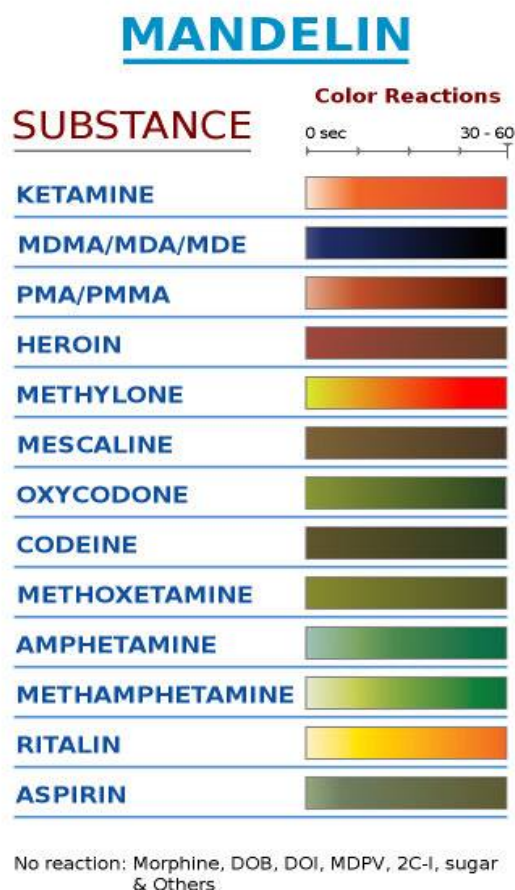 MANDELIN
Color Reactions
SUBSTANCE
0 sec 30 - 60
KETAMINE
MDMA/MDA/MDE
PMA/PMMA
HEROIN
METHYLONE
MESCALINE
OXYCODONE
CODEINE
METHOXETAMINE
AMPHETAMINE
METHAMPHETAMINE
RITALIN
ASPIRIN
No reaction: Morphine, DOB, DOI, MDPV, 2C-I, sugar
& Others